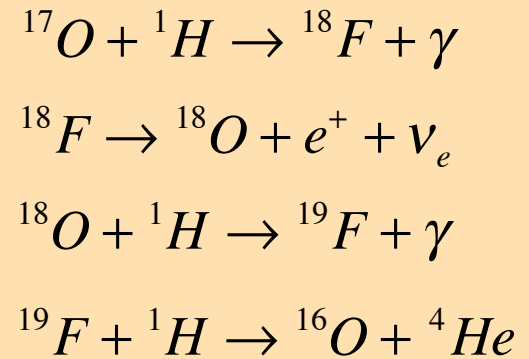 ¹⁷O + ¹H → ¹⁸F + γ
¹⁸F → ¹⁸O + e⁺ + νₑ
¹⁸O + ¹H → ¹⁹F + γ
¹⁹F + ¹H → ¹⁶O + ⁴He